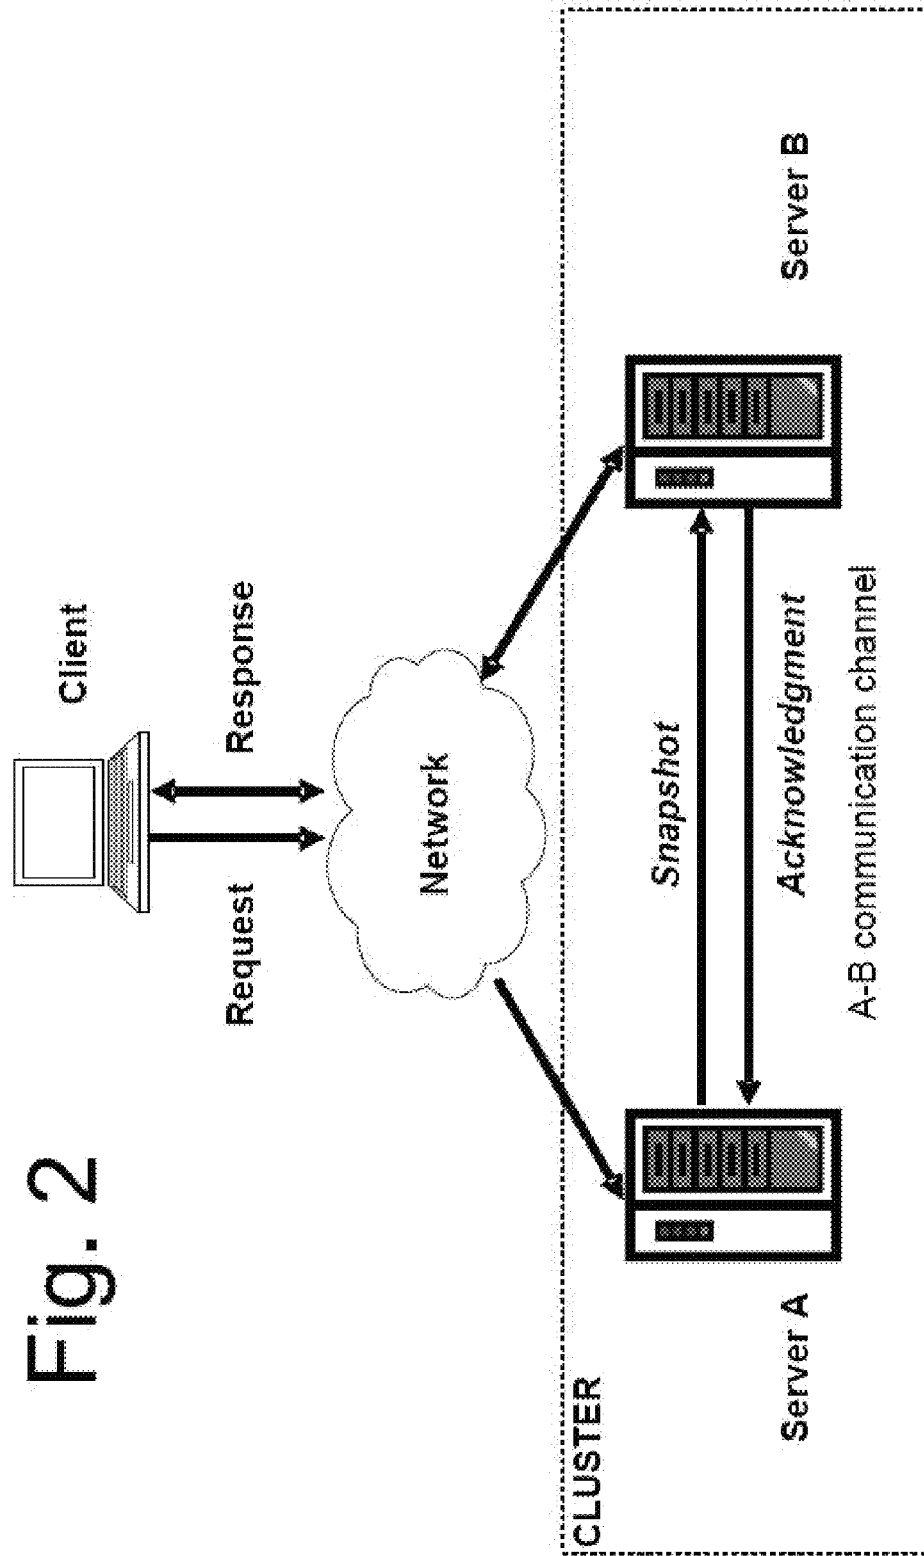 Fig. 2
Client
Request
Response
Network
CLUSTER
Snapshot
Server A
Acknowledgment
Server B
A-B communication channel